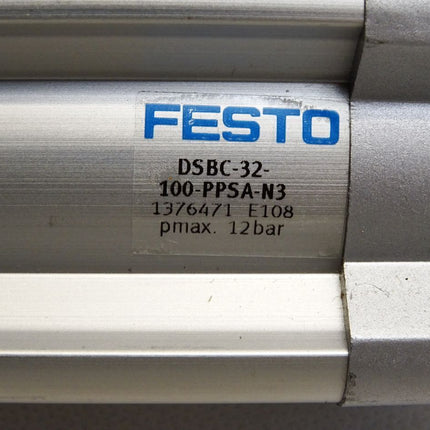 FESTO
DSBC-32-
100-PPSA-N3
1376471 E108
pmax. 12bar